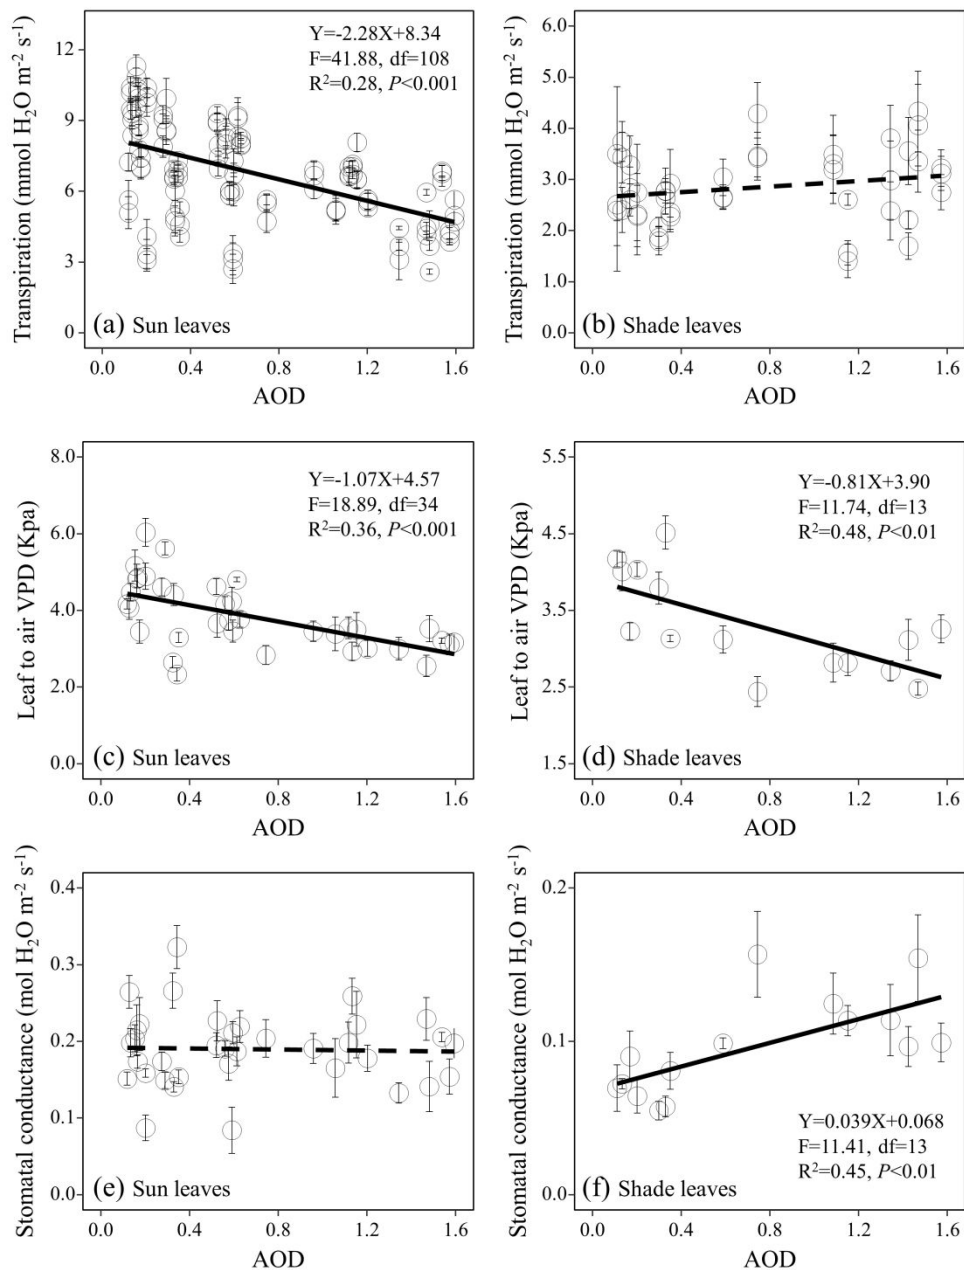 Transpiration (mmol H₂O m⁻² s⁻¹)
12
9
6
3
0
Y=-2.28X+8.34
F=41.88, df=108
R²=0.28, P<0.001
(a) Sun leaves
0.0 0.4 0.8 1.2 1.6
AOD
Transpiration (mmol H₂O m⁻² s⁻¹)
6.0
5.0
4.0
3.0
2.0
1.0
0.0
(b) Shade leaves
0.0 0.4 0.8 1.2 1.6
AOD
Leaf to air VPD (Kpa)
8.0
6.0
4.0
2.0
0.0
Y=-1.07X+4.57
F=18.89, df=34
R²=0.36, P<0.001
(c) Sun leaves
0.0 0.4 0.8 1.2 1.6
AOD
Leaf to air VPD (Kpa)
5.5
4.5
3.5
2.5
1.5
Y=-0.81X+3.90
F=11.74, df=13
R²=0.48, P<0.01
(d) Shade leaves
0.0 0.4 0.8 1.2 1.6
AOD
Stomatal conductance (mol H₂O m⁻² s⁻¹)
0.4
0.3
0.2
0.1
0.0
(e) Sun leaves
0.0 0.4 0.8 1.2 1.6
AOD
Stomatal conductance (mol H₂O m⁻² s⁻¹)
0.2
0.1
0.0
Y=0.039X+0.068
F=11.41, df=13
R²=0.45, P<0.01
(f) Shade leaves
0.0 0.4 0.8 1.2 1.6
AOD